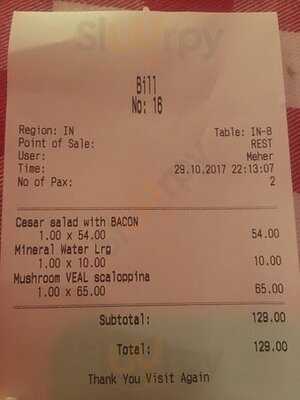 Slurrpy
Bill
No: 16
Region: IN Table: IN-8
Point of Sale: REST
User: Meher
Time: 29.10.2017 22:13:07
No of Pax: 2
Cesar salad with BACON
1.00 x 54.00 54.00
Mineral Water Lrg
1.00 x 10.00 10.00
Mushroom VEAL scaloppina
1.00 x 65.00 65.00
Subtotal: 129.00
Total: 129.00
Thank You Visit Again